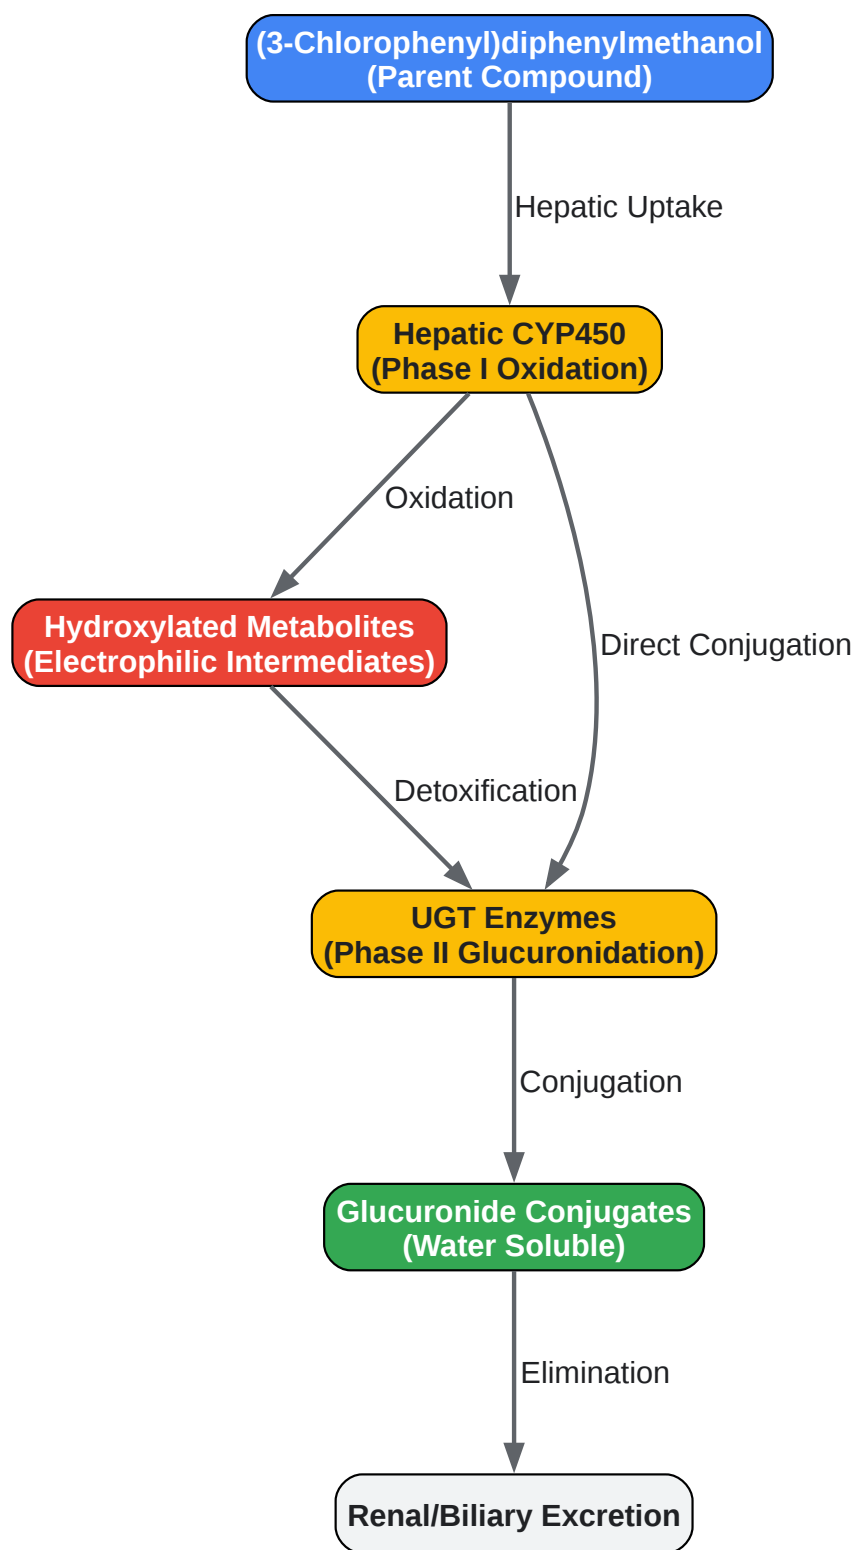 (3-Chlorophenyl)diphenylmethanol
(Parent Compound)
Hepatic Uptake
Hepatic CYP450
(Phase I Oxidation)
Oxidation
Hydroxylated Metabolites
(Electrophilic Intermediates)
Direct Conjugation
Detoxification
UGT Enzymes
(Phase II Glucuronidation)
Conjugation
Glucuronide Conjugates
(Water Soluble)
Elimination
Renal/Biliary Excretion